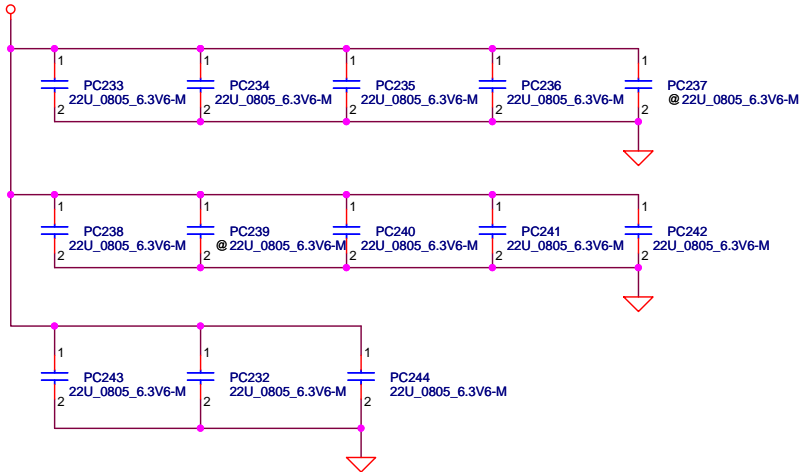 1 1 1 1 1
PC233 PC234 PC235 PC236 PC237
22U_0805_6.3V6-M 22U_0805_6.3V6-M 22U_0805_6.3V6-M 22U_0805_6.3V6-M @22U_0805_6.3V6-M
2 2 2 2 2
1 1 1 1 1
PC238 PC239 PC240 PC241 PC242
22U_0805_6.3V6-M @22U_0805_6.3V6-M 22U_0805_6.3V6-M 22U_0805_6.3V6-M 22U_0805_6.3V6-M
2 2 2 2 2
1 1 1
PC243 PC232 PC244
22U_0805_6.3V6-M 22U_0805_6.3V6-M 22U_0805_6.3V6-M
2 2 2